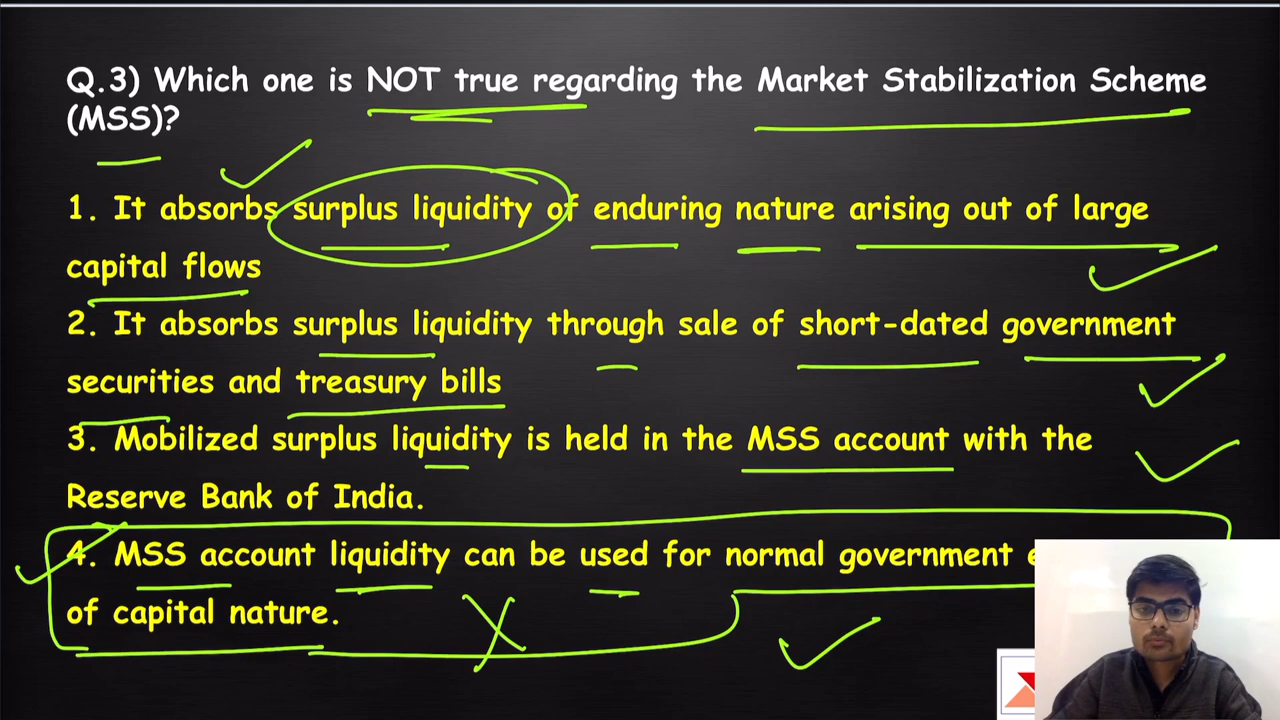 Q.3) Which one is NOT true regarding the Market Stabilization Scheme
(MSS)?
1. It absorbs surplus liquidity of enduring nature arising out of large
capital flows
2. It absorbs surplus liquidity through sale of short-dated government
securities and treasury bills
3. Mobilized surplus liquidity is held in the MSS account with the
Reserve Bank of India.
4. MSS account liquidity can be used for normal government
of capital nature.